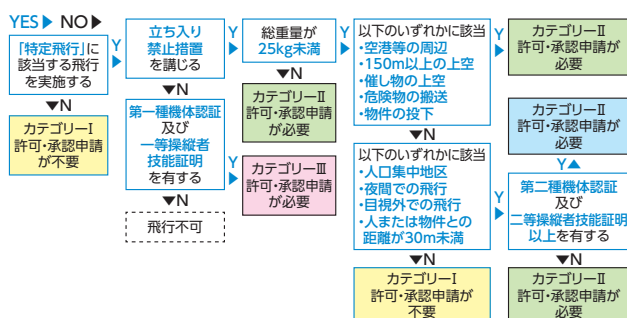 YES▶ NO▶
「特定飛行」に
該当する飛行
を実施する
▼N
カテゴリーⅠ
許可・承認申請
が不要
Y
▶
立ち入り
禁止措置
を講じる
▼N
第一種機体認証
及び
一等操縦者
技能証明
を有する
▼N
飛行不可
Y
▶
総重量が
25kg未満
▼N
カテゴリーⅡ
許可・承認申請
が必要
Y
▶
カテゴリーⅢ
許可・承認申請
が必要
Y
▶
以下のいずれかに該当
・空港等の周辺
・150m以上の上空
・催し物の上空
・危険物の搬送
・物件の投下
▼N
以下のいずれかに該当
・人口集中地区
・夜間での飛行
・目視外での飛行
・人または物件との
距離が30m未満
▼N
カテゴリーⅠ
許可・承認申請が
不要
Y
▶
カテゴリーⅡ
許可・承認申請が
必要
カテゴリーⅡ
許可・承認申請が
必要
Y▲
Y
▶
第二種機体認証
及び
二等操縦者技能証明
以上を有する
▼N
カテゴリーⅡ
許可・承認申請が
必要